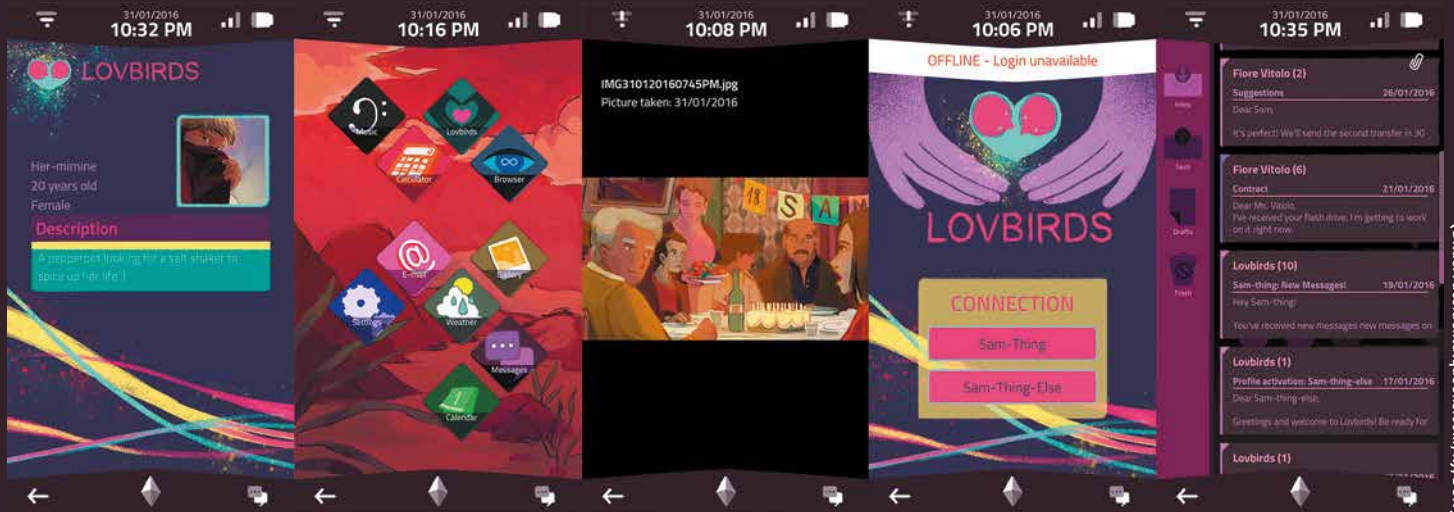 31/01/2016
10:32 PM
LOVBIRDS
Her-mimine
20 years old
Female
Description
A pepperpot looking for a salt shaker to
spice up her life :)
31/01/2016
10:16 PM
Music
Lovbirds
Calculator
Browser
E-mail
Gallery
Settings
Weather
Messages
1
Calendar
31/01/2016
10:08 PM
IMG310120160745PM.jpg
Picture taken: 31/01/2016
18 SAM
31/01/2016
10:06 PM
OFFLINE - Login unavailable
LOVBIRDS
CONNECTION
Sam-Thing
Sam-Thing-Else
31/01/2016
10:35 PM
Inbox
Sent
Drafts
Trash
Fiore Vitolo (2)
Suggestions 26/01/2016
Dear Sam,
It's perfect! We'll send the second transfer in 30
Fiore Vitolo (6)
Contract 21/01/2016
Dear Ms. Vitolo,
I've received your flash drive, I'm getting to work
on it right now.
Lovbirds (10)
Sam-thing: New Messages! 19/01/2016
Hey Sam-thing!
You've received new messages new messages on
Lovbirds (1)
Profile activation: Sam-thing-else 17/01/2016
Dear Sam-thing-else,
Greetings and welcome to Lovbirds! Be ready for
Lovbirds (1)